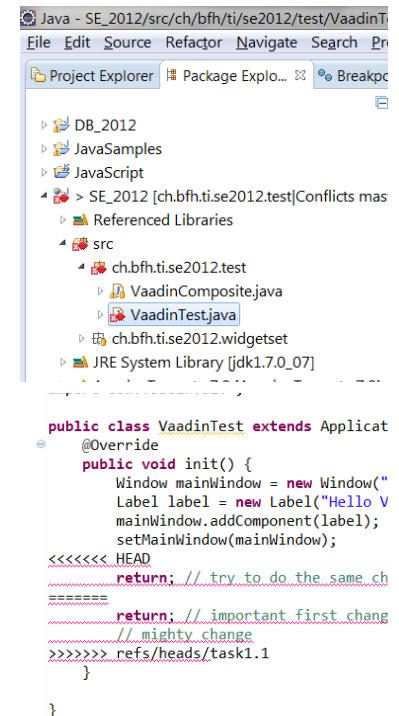 Java - SE_2012/src/ch/bfh/ti/se2012/test/VaadinT
File Edit Source Refactor Navigate Search Pr
Project Explorer Package Explo... Breakpo
DB_2012
JavaSamples
JavaScript
> SE_2012 [ch.bfh.ti.se2012.test|Conflicts mas
Referenced Libraries
src
ch.bfh.ti.se2012.test
VaadinComposite.java
VaadinTest.java
ch.bfh.ti.se2012.widgetset
JRE System Library [jdk1.7.0_07]
public class VaadinTest extends Applicat
@Override
public void init() {
Window mainWindow = new Window("
Label label = new Label("Hello V
mainWindow.addComponent(label);
setMainWindow(mainWindow);
<<<<<<< HEAD
return; // try to do the same ch
=======
return; // important first chang
// mighty change
>>>>>>> refs/heads/task1.1
}
}